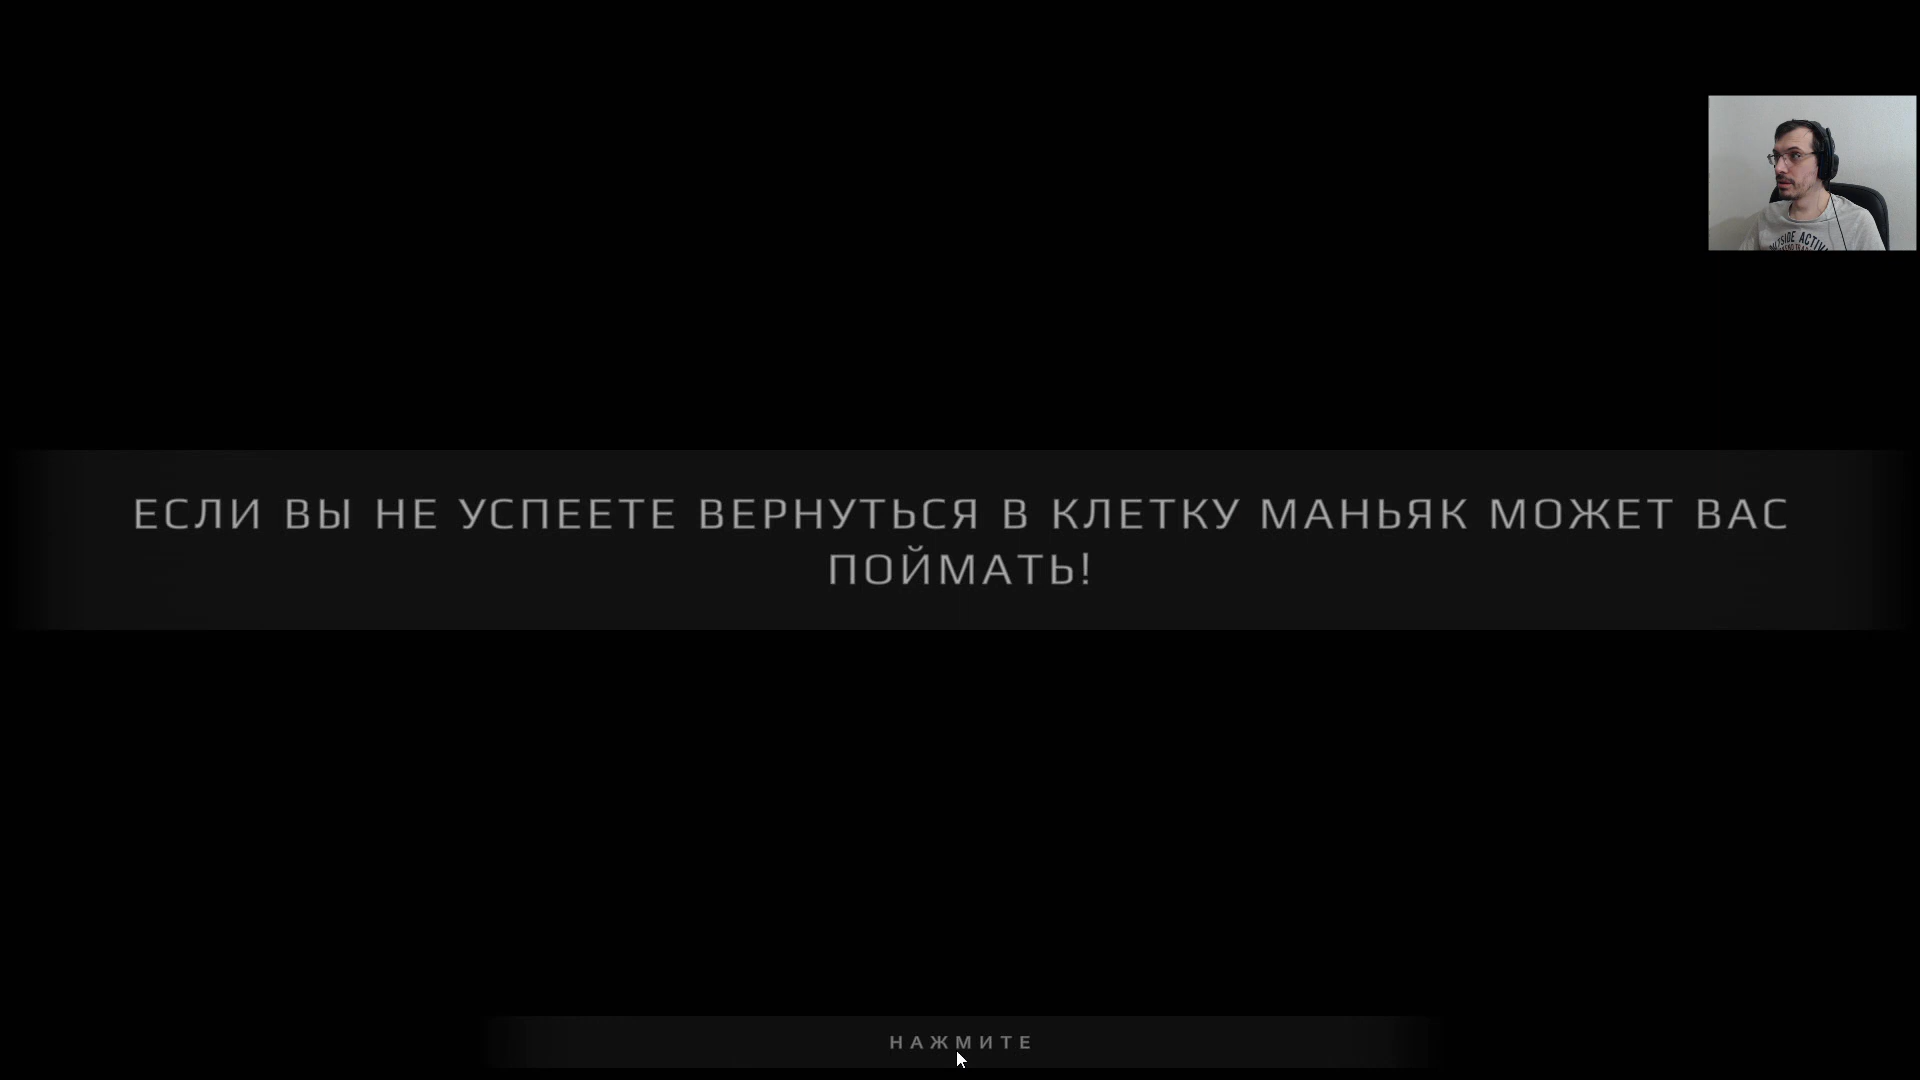 ЕСЛИ ВЫ НЕ УСПЕЕТЕ ВЕРНУТЬСЯ В КЛЕТКУ МАНЬЯК МОЖЕТ ВАС
ПОЙМАТЬ!
НАЖМИТЕ